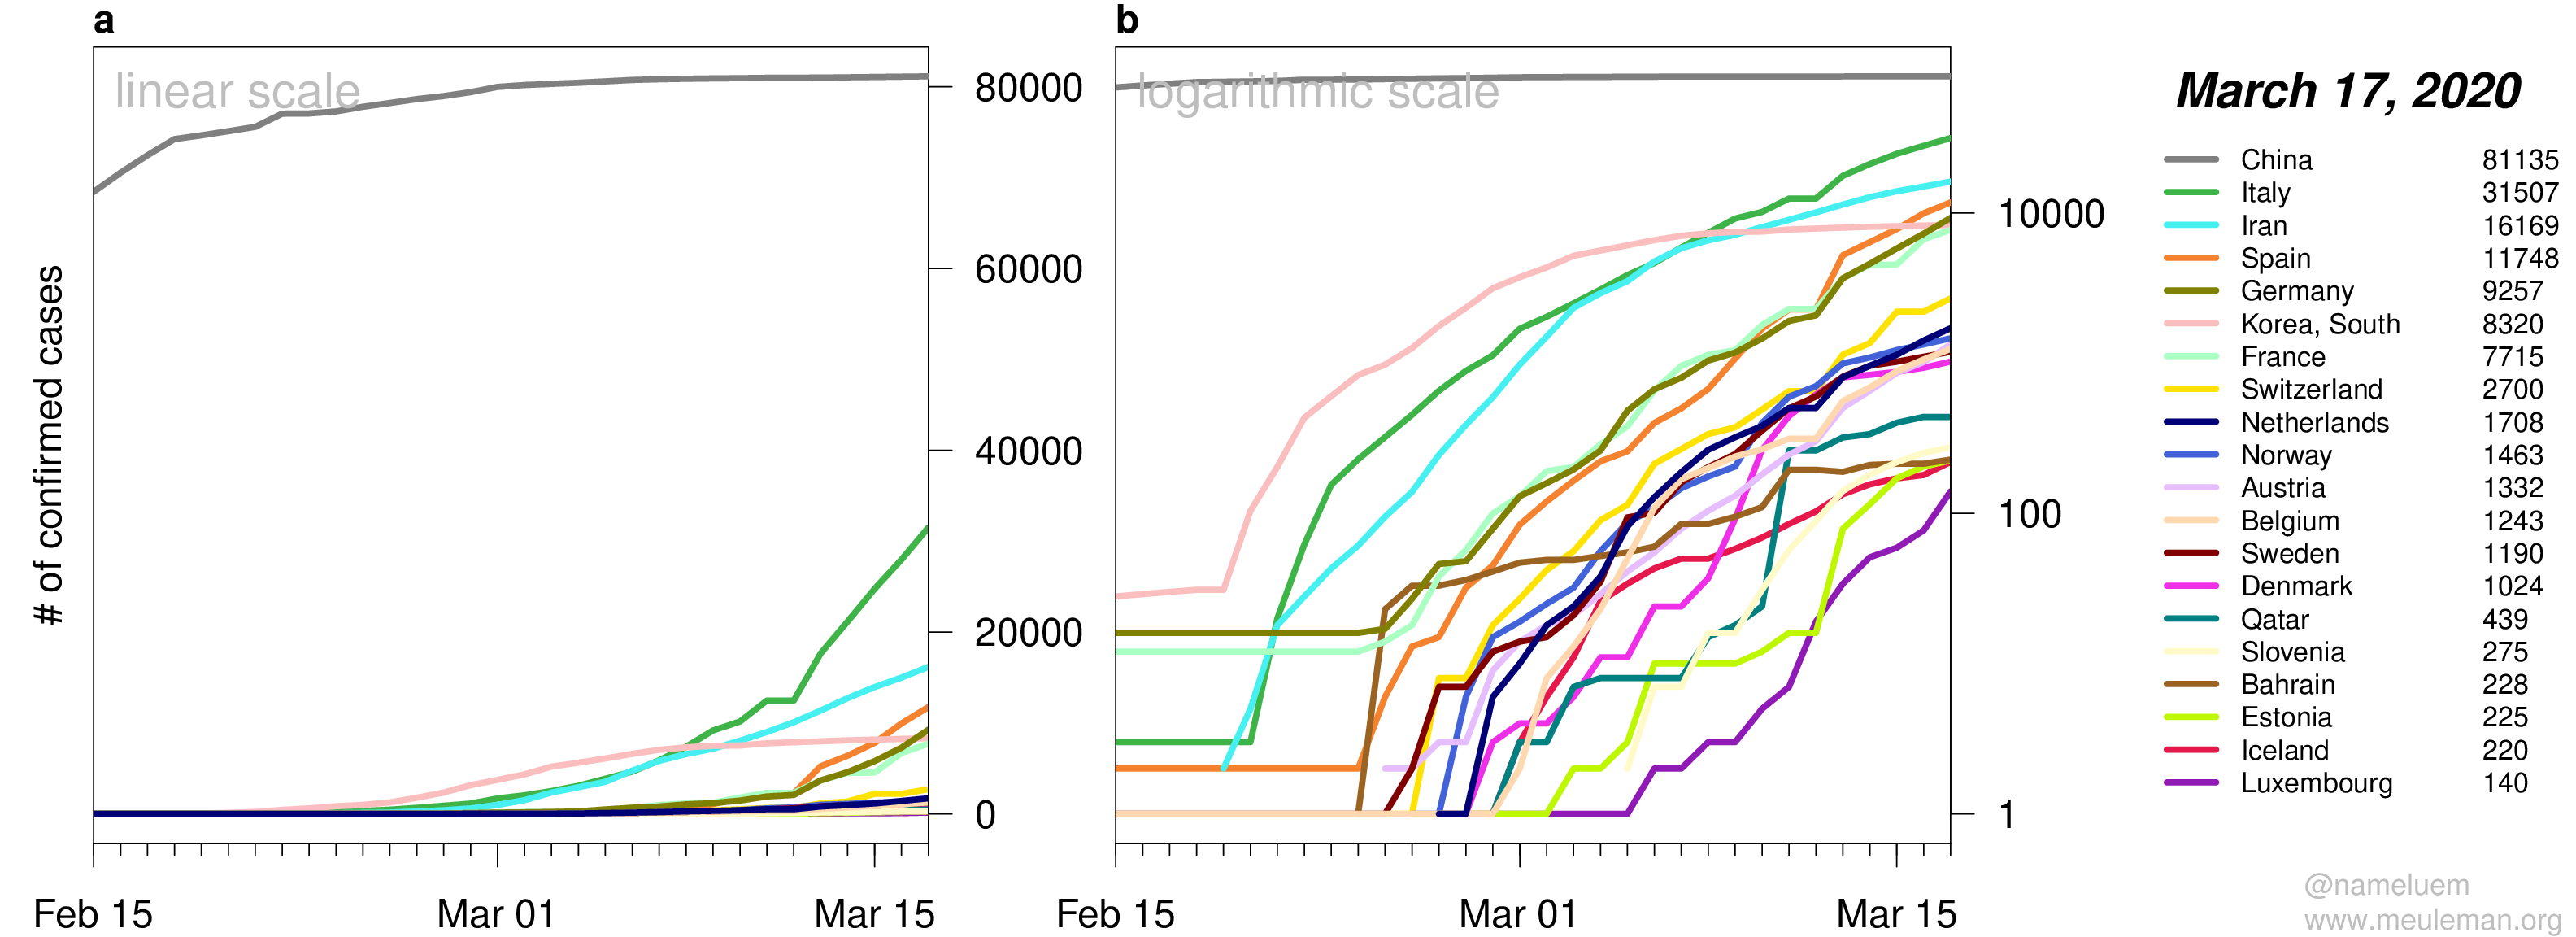 a
linear scale
# of confirmed cases
80000
60000
40000
20000
0
Feb 15
Mar 01
Mar 15
b
logarithmic scale
10000
100
1
Feb 15
Mar 01
Mar 15
March 17, 2020
China 81135
Italy 31507
Iran 16169
Spain 11748
Germany 9257
Korea, South 8320
France 7715
Switzerland 2700
Netherlands 1708
Norway 1463
Austria 1332
Belgium 1243
Sweden 1190
Denmark 1024
Qatar 439
Slovenia 275
Bahrain 228
Estonia 225
Iceland 220
Luxembourg 140
@nameluem
www.meuleman.org